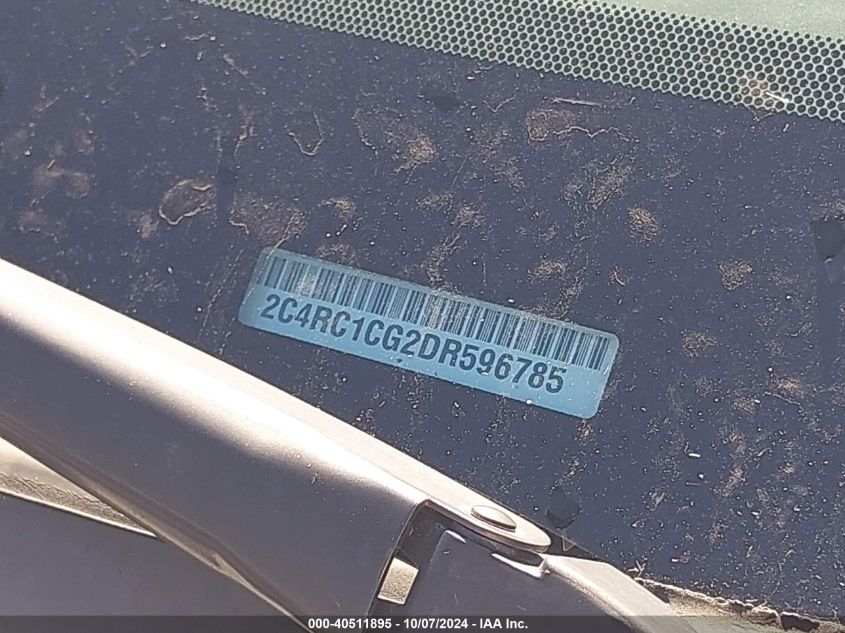 2C4RC1CG2DR596785
000-40511895 - 10/07/2024 - IAA Inc.